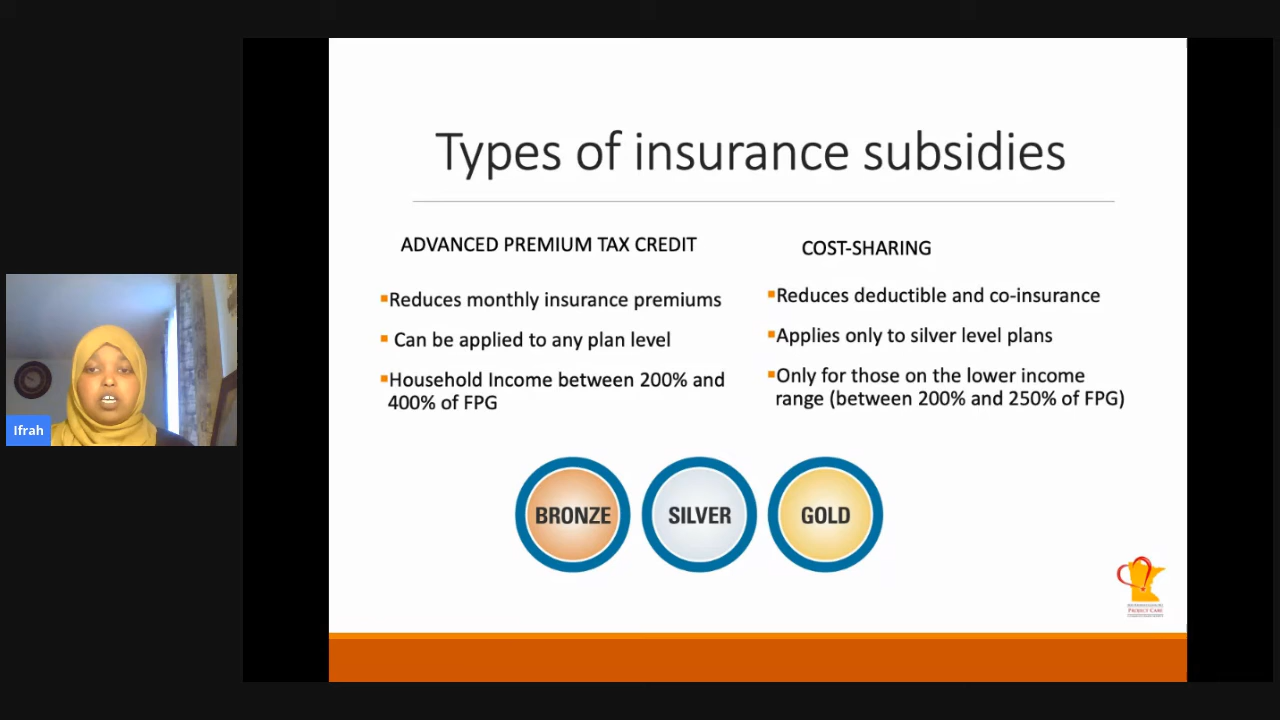 Types of insurance subsidies
ADVANCED PREMIUM TAX CREDIT
Reduces monthly insurance premiums
Can be applied to any plan level
Household Income between 200% and
400% of FPG
COST-SHARING
Reduces deductible and co-insurance
Applies only to silver level plans
Only for those on the lower income
range (between 200% and 250% of FPG)
BRONZE
SILVER
GOLD
Ifrah